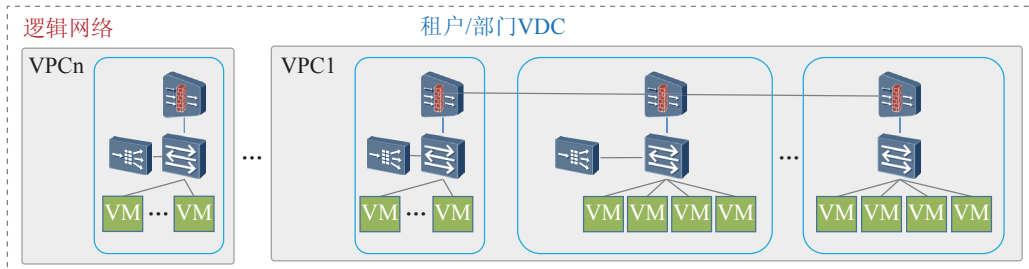 逻辑网络
租户/部门VDC
VPCn
VPC1
...
...
VM ... VM
VM ... VM
VM VM VM VM
VM VM VM VM